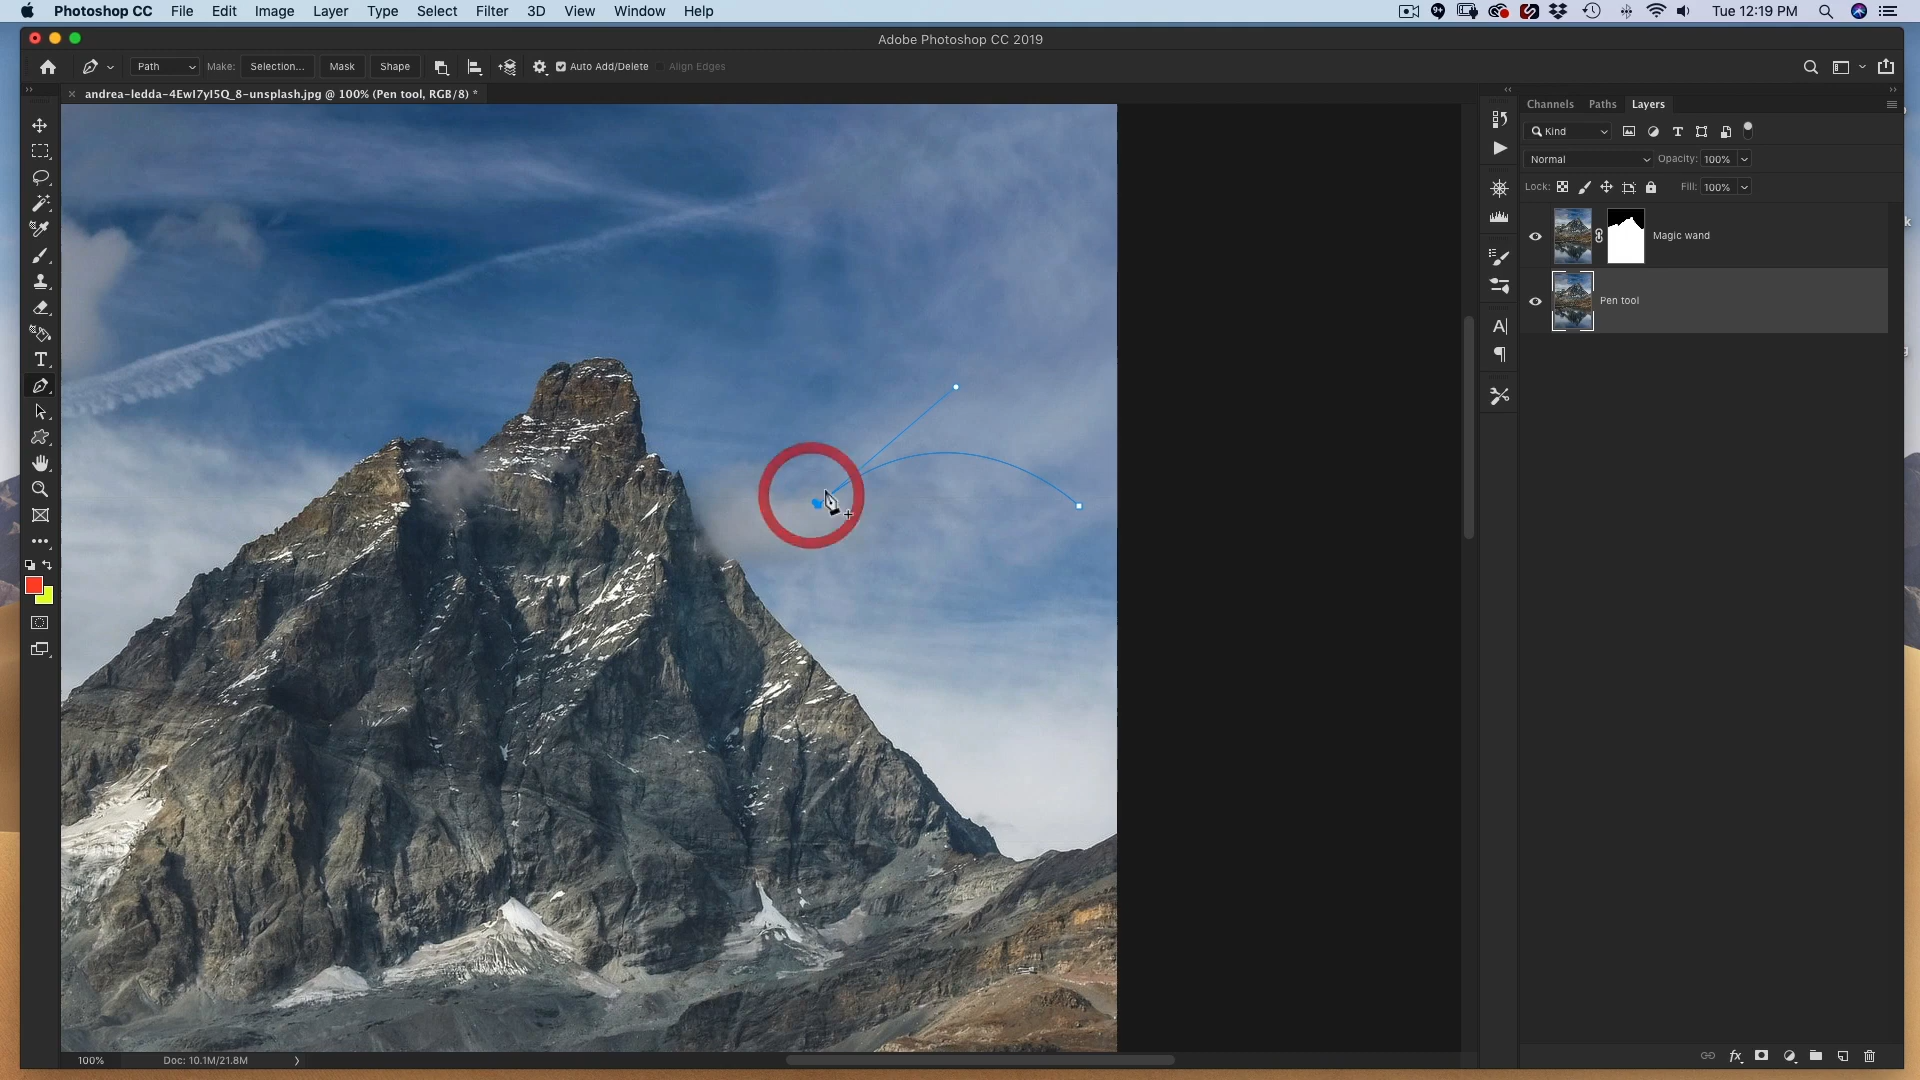 Photoshop CC File Edit Image Layer Type Select Filter 3D View Window Help
9+
Tue 12:19 PM
Adobe Photoshop CC 2019
Path Make: Selection... Mask Shape Auto Add/Delete Align Edges
andrea-ledda-4EwI7yI5Q_8-unsplash.jpg @ 100% (Pen tool, RGB/8) *
Channels Paths Layers
Kind
Normal Opacity: 100%
Lock: Fill: 100%
Magic wand
Pen tool
100% Doc: 10.1M/21.8M